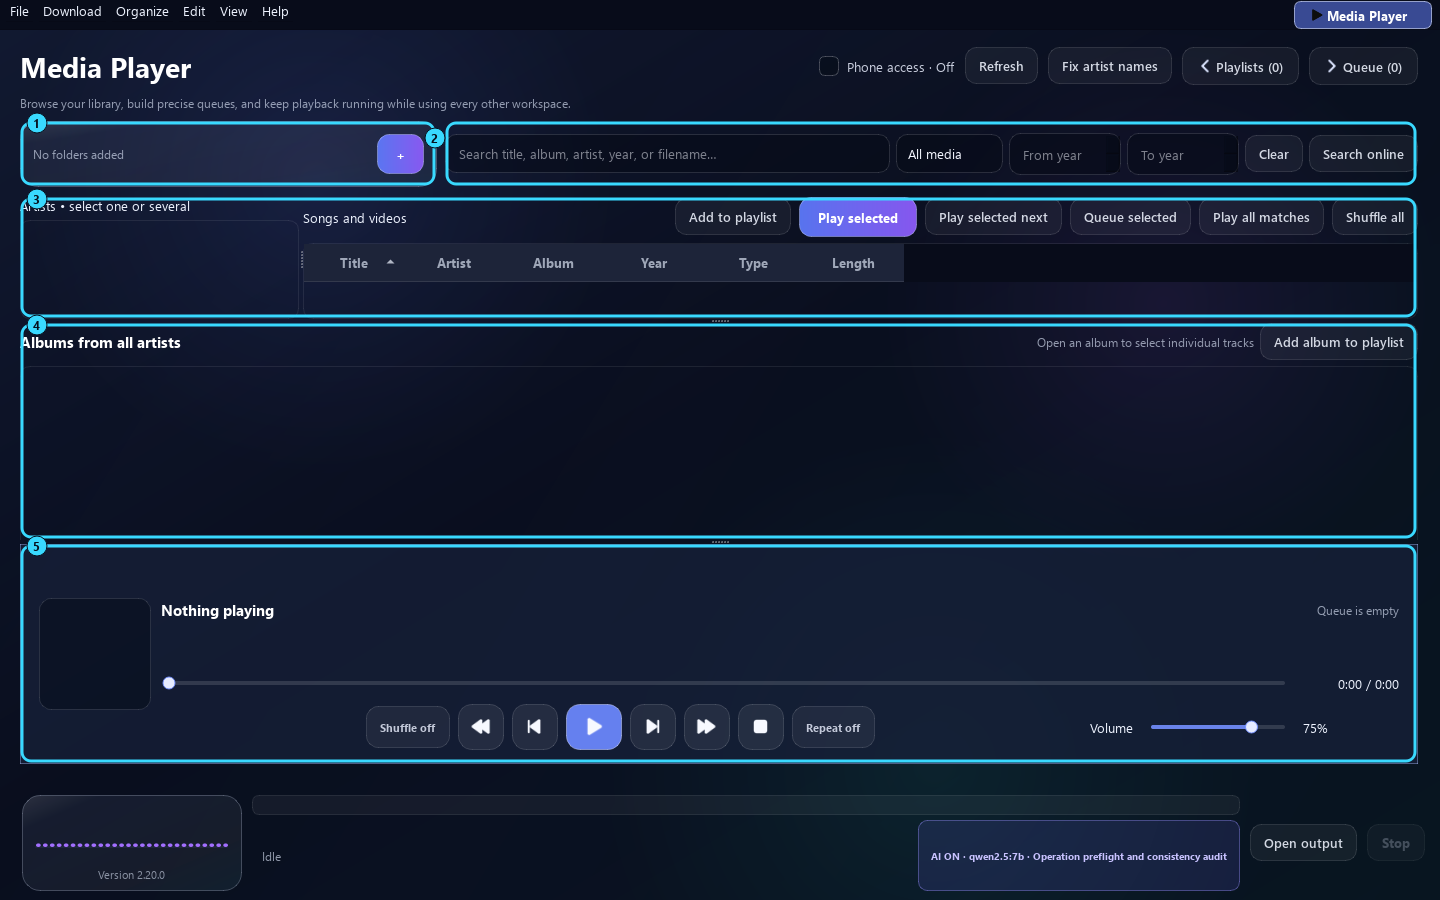 File Download Organize Edit View Help
▶ Media Player
Media Player
Phone access · Off Refresh Fix artist names Playlists (0) Queue (0)
Browse your library, build precise queues, and keep playback running while using every other workspace.
1
2
No folders added +
Search title, album, artist, year, or filename... All media From year To year Clear Search online
3
Artists • select one or several
Songs and videos
Add to playlist Play selected Play selected next Queue selected Play all matches Shuffle all
Title Artist Album Year Type Length
4
Albums from all artists
Open an album to select individual tracks Add album to playlist
5
Nothing playing
Queue is empty
0:00 / 0:00
Shuffle off Repeat off
Volume 75%
Idle
Version 2.20.0
AI ON · qwen2.5:7b · Operation preflight and consistency audit
Open output Stop